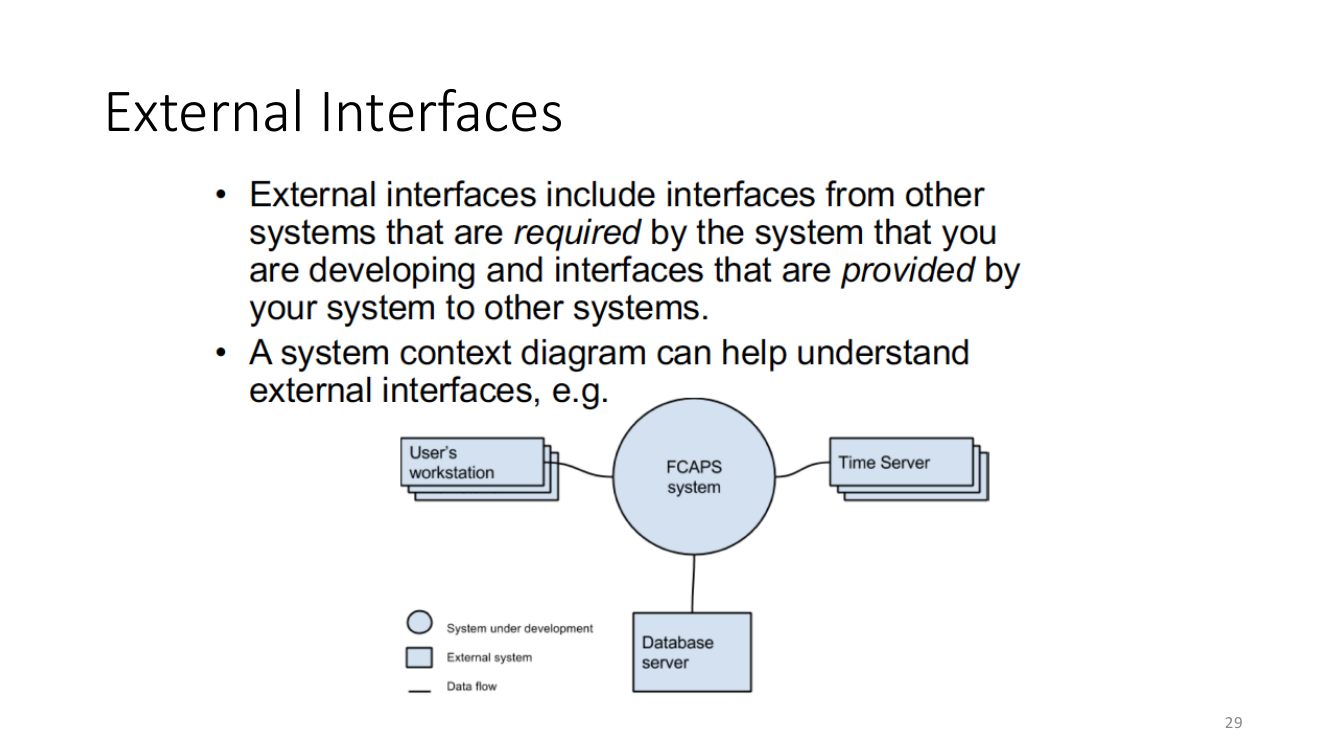 External Interfaces
• External interfaces include interfaces from other
systems that are required by the system that you
are developing and interfaces that are provided by
your system to other systems.
• A system context diagram can help understand
external interfaces, e.g.
User's
workstation
FCAPS
system
Time Server
Database
server
System under development
External system
Data flow
29